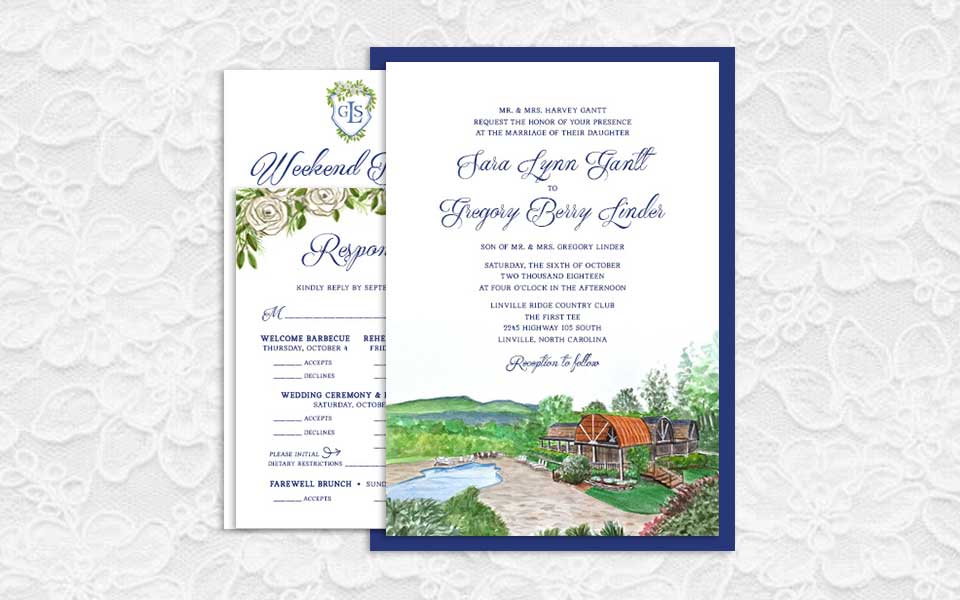 GLS
Weekend
Respon
KINDLY REPLY BY SEPTE
M
WELCOME BARBECUE REHE
THURSDAY, OCTOBER 4 FRID
ACCEPTS
DECLINES
WEDDING CEREMONY &
SATURDAY, OCTOBE
ACCEPTS
DECLINES
PLEASE INITIAL
DIETARY RESTRICTIONS
FAREWELL BRUNCH • SUND
ACCEPTS
MR. & MRS. HARVEY GANTT
REQUEST THE HONOR OF YOUR PRESENCE
AT THE MARRIAGE OF THEIR DAUGHTER
Sara Lynn Gantt
TO
Gregory Berry Linder
SON OF MR. & MRS. GREGORY LINDER
SATURDAY, THE SIXTH OF OCTOBER
TWO THOUSAND EIGHTEEN
AT FOUR O'CLOCK IN THE AFTERNOON
LINVILLE RIDGE COUNTRY CLUB
THE FIRST TEE
2245 HIGHWAY 105 SOUTH
LINVILLE, NORTH CAROLINA
Reception to follow